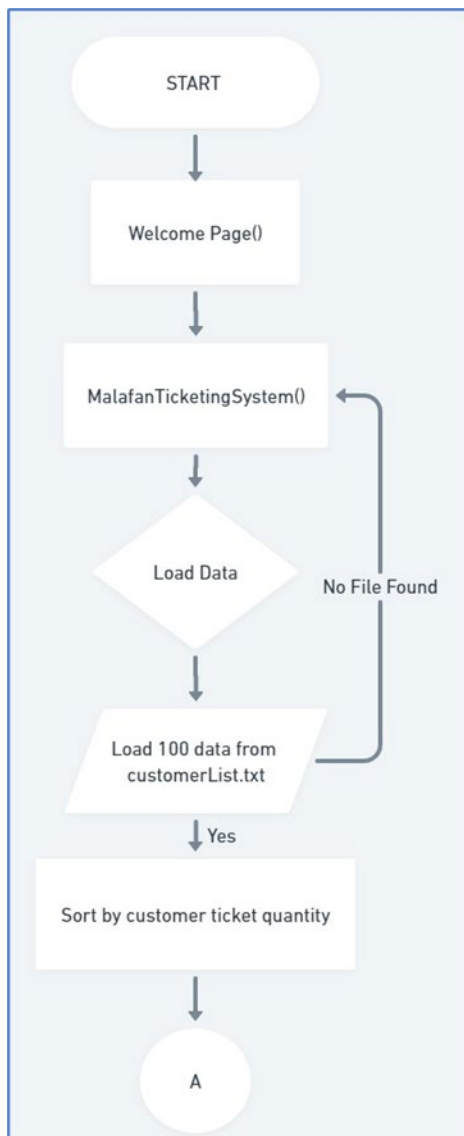 START
Welcome Page()
MalafanTicketingSystem()
Load Data
No File Found
Load 100 data from
customerList.txt
Yes
Sort by customer ticket quantity
A